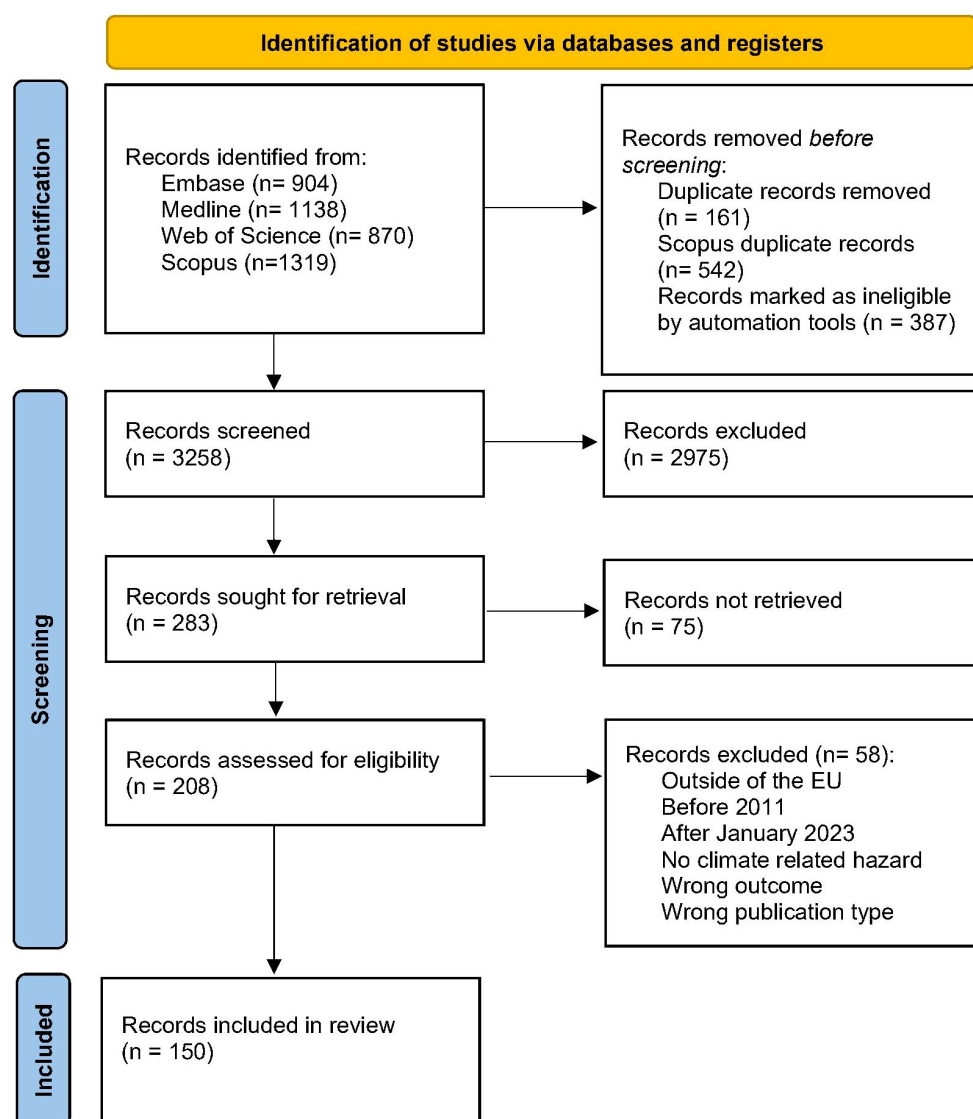 Identification of studies via databases and registers
Identification
Records identified from:
Embase (n= 904)
Medline (n= 1138)
Web of Science (n= 870)
Scopus (n=1319)
Records removed before
screening:
Duplicate records removed
(n = 161)
Scopus duplicate records
(n= 542)
Records marked as ineligible
by automation tools (n = 387)
Screening
Records screened
(n = 3258)
Records excluded
(n = 2975)
Records sought for retrieval
(n = 283)
Records not retrieved
(n = 75)
Records assessed for eligibility
(n = 208)
Records excluded (n= 58):
Outside of the EU
Before 2011
After January 2023
No climate related hazard
Wrong outcome
Wrong publication type
Included
Records included in review
(n = 150)